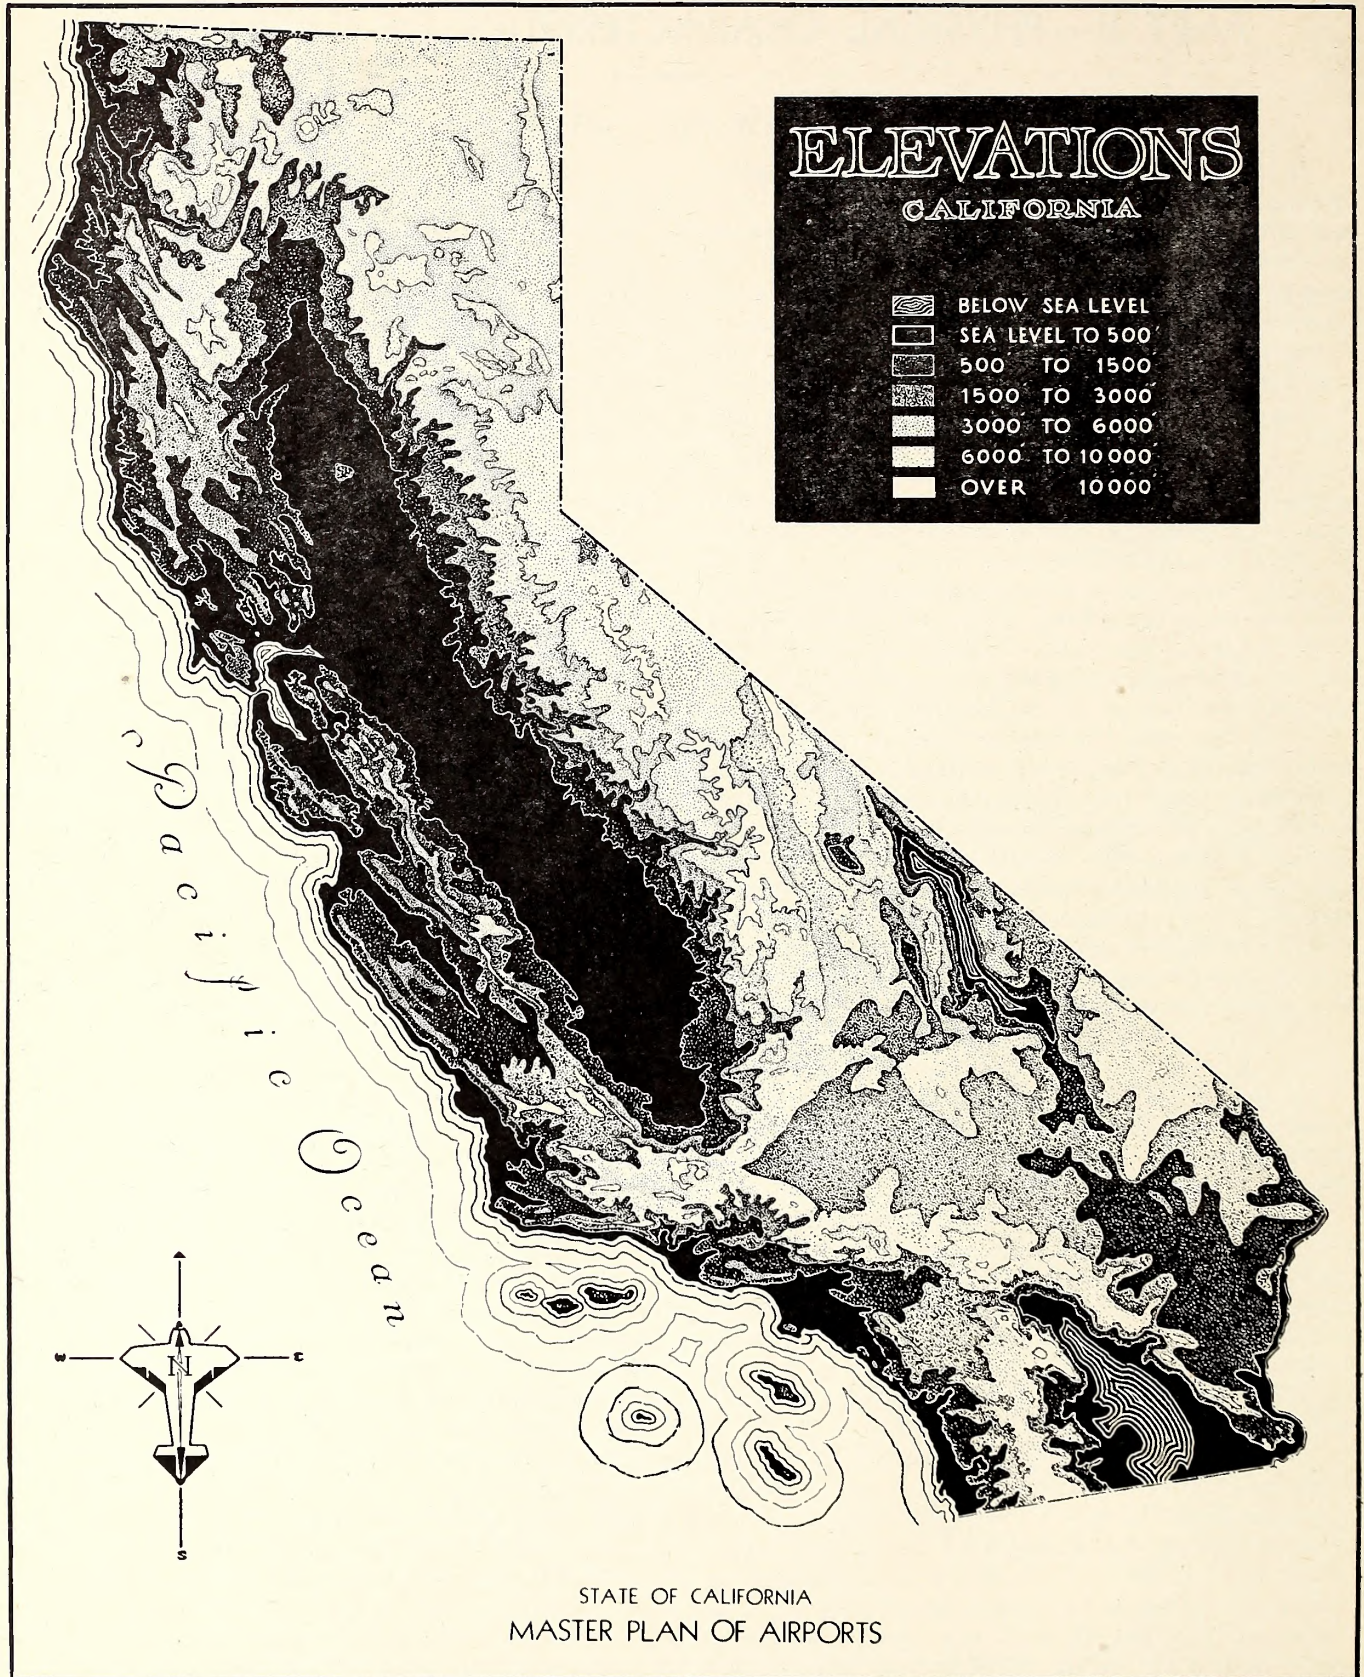 ELEVATIONS
CALIFORNIA
BELOW SEA LEVEL
SEA LEVEL TO 500'
500' TO 1500'
1500' TO 3000'
3000' TO 6000'
6000' TO 10000'
OVER 10000'
Pacific Ocean
N
W E
S
STATE OF CALIFORNIA
MASTER PLAN OF AIRPORTS